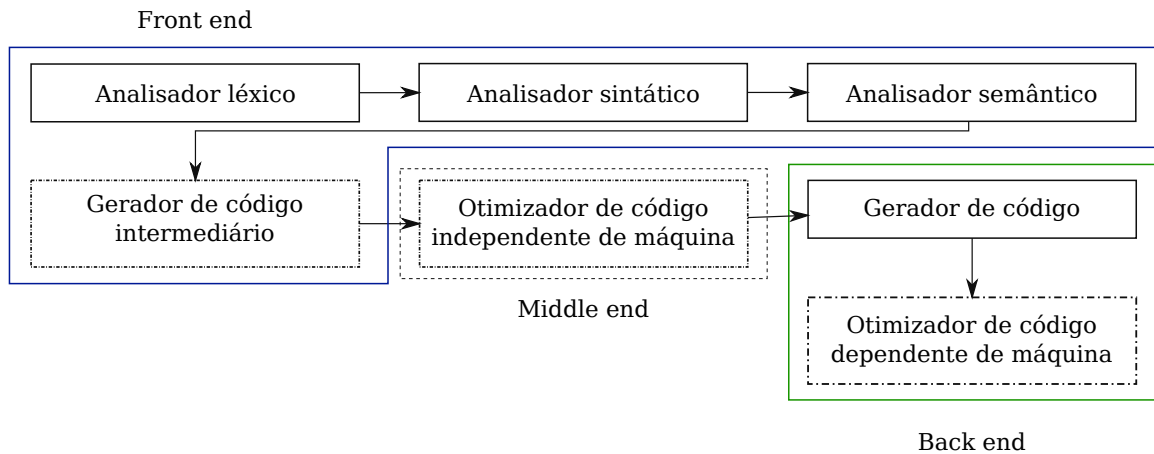 Front end
Analisador léxico
Analisador sintático
Analisador semântico
Gerador de código
intermediário
Otimizador de código
independente de máquina
Gerador de código
Middle end
Otimizador de código
dependente de máquina
Back end